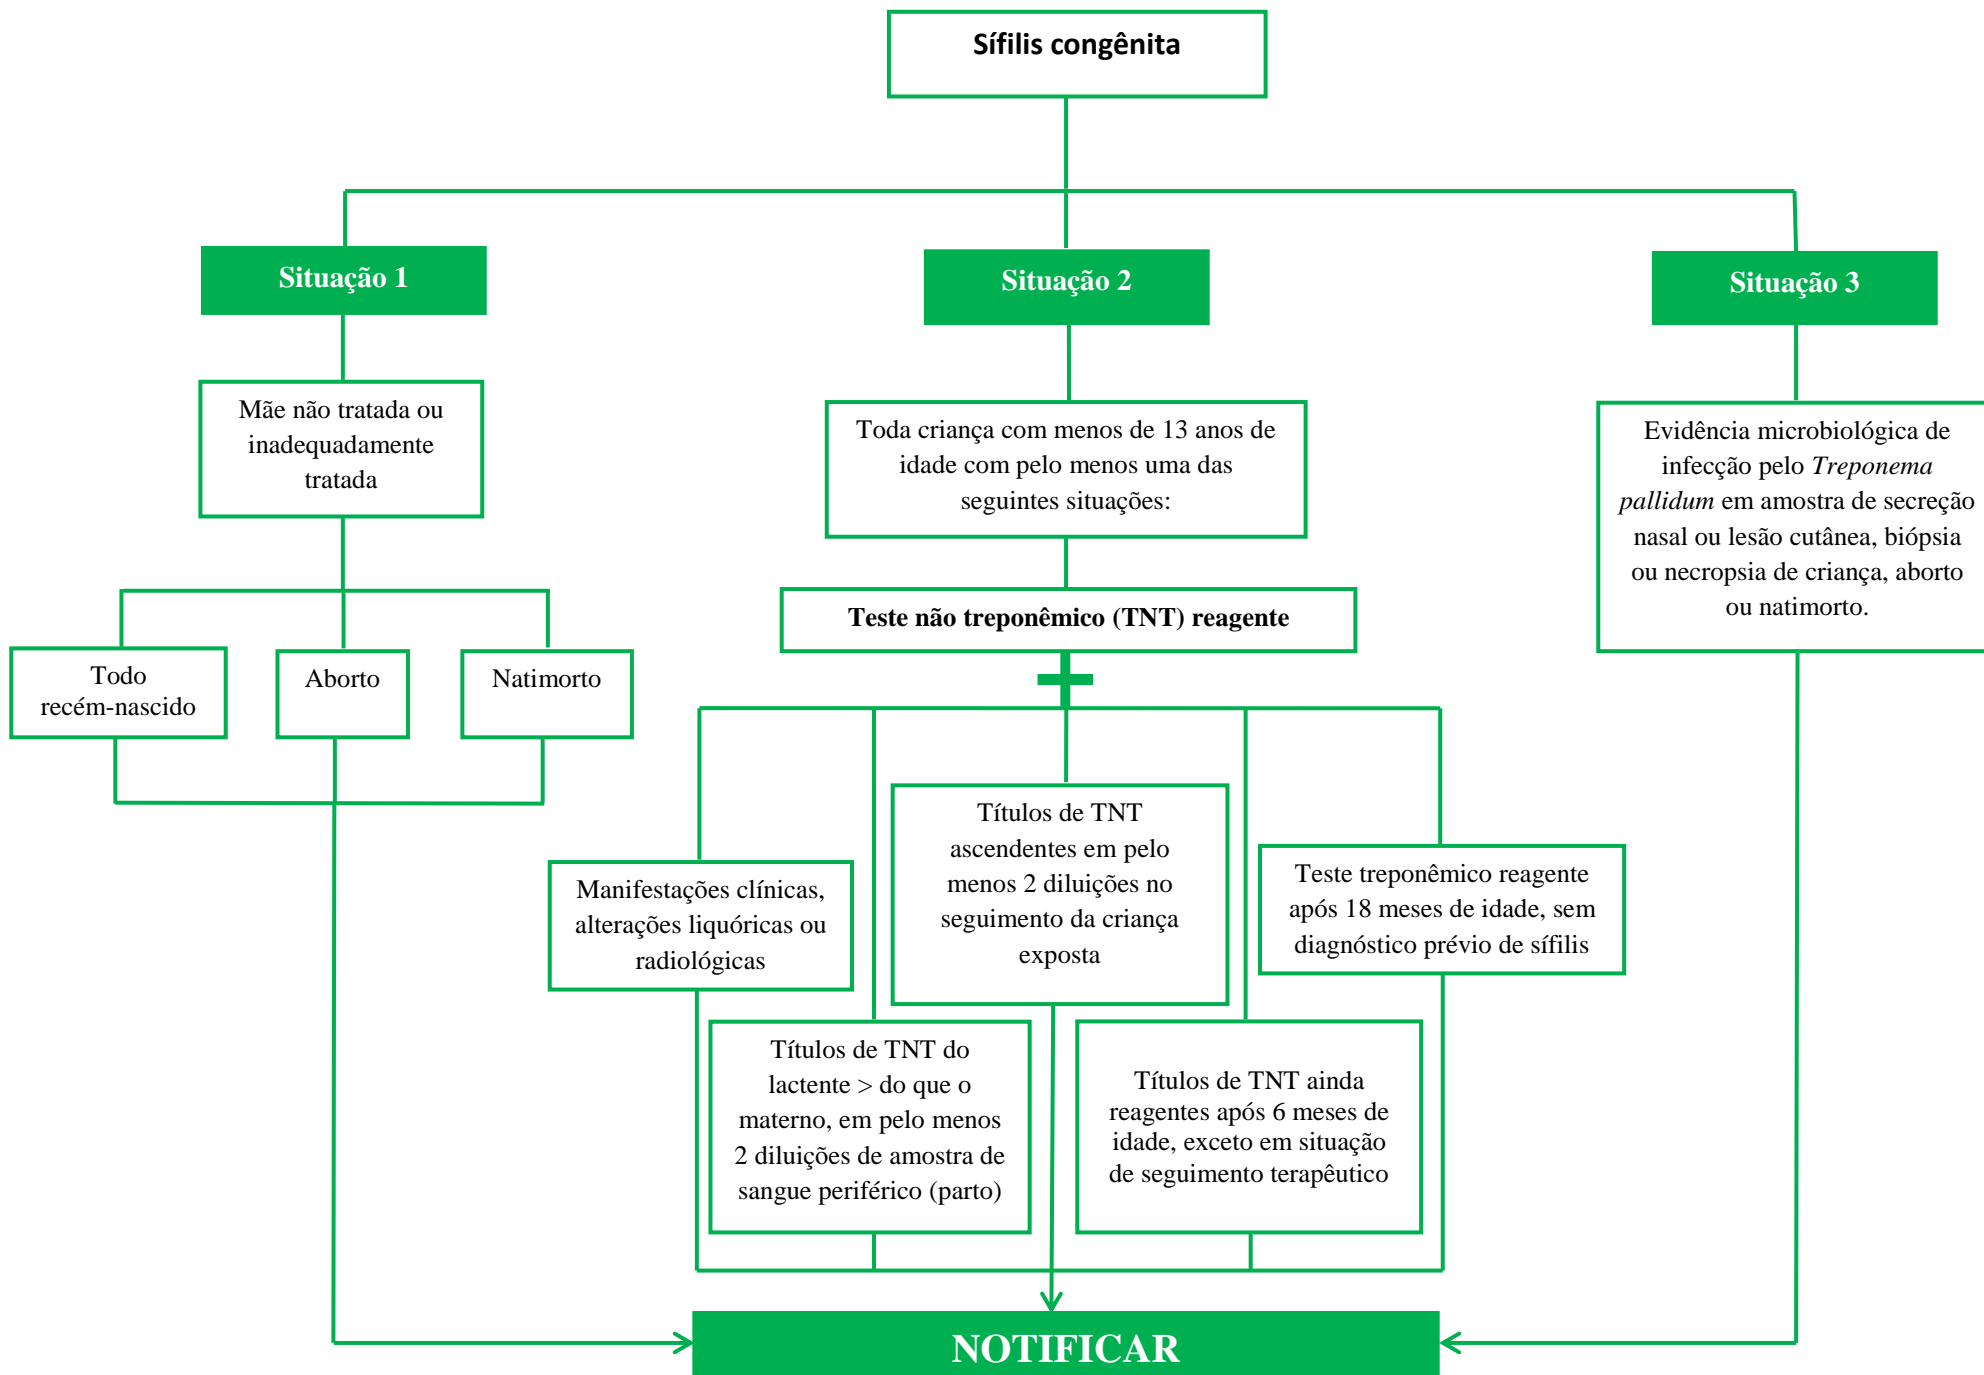 Sífilis congênita
Situação 1
Situação 2
Situação 3
Mãe não tratada ou
inadequadamente
tratada
Todo
recém-nascido
Aborto
Natimorto
Toda criança com menos de 13 anos de
idade com pelo menos uma das
seguintes situações:
Teste não treponêmico (TNT) reagente
Manifestações clínicas,
alterações liquóricas ou
radiológicas
Títulos de TNT do
lactente > do que o
materno, em pelo menos
2 diluições de amostra de
sangue periférico (parto)
Títulos de TNT
ascendentes em pelo
menos 2 diluições no
seguimento da criança
exposta
Títulos de TNT ainda
reagentes após 6 meses de
idade, exceto em situação
de seguimento terapêutico
Teste treponêmico reagente
após 18 meses de idade, sem
diagnóstico prévio de sífilis
Evidência microbiológica de
infecção pelo Treponema
pallidum em amostra de secreção
nasal ou lesão cutânea, biópsia
ou necropsia de criança, aborto
ou natimorto.
NOTIFICAR